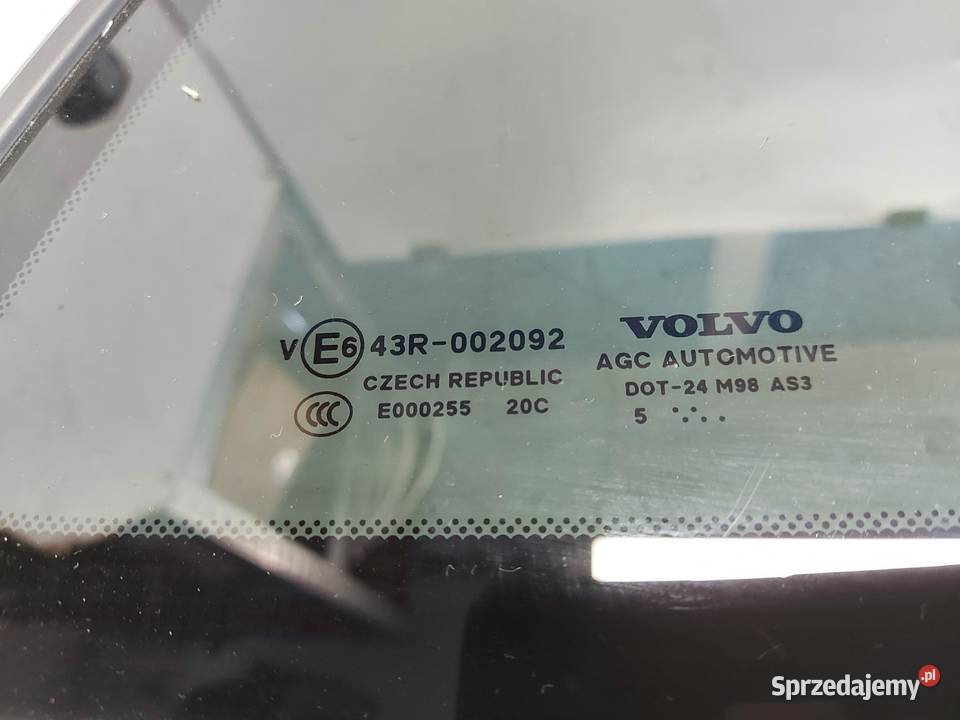 V E6 43R-002092
CZECH REPUBLIC
CCC E000255 20C
VOLVO
AGC AUTOMOTIVE
DOT-24 M98 AS3
5 ∵..
Sprzedajemy.pl